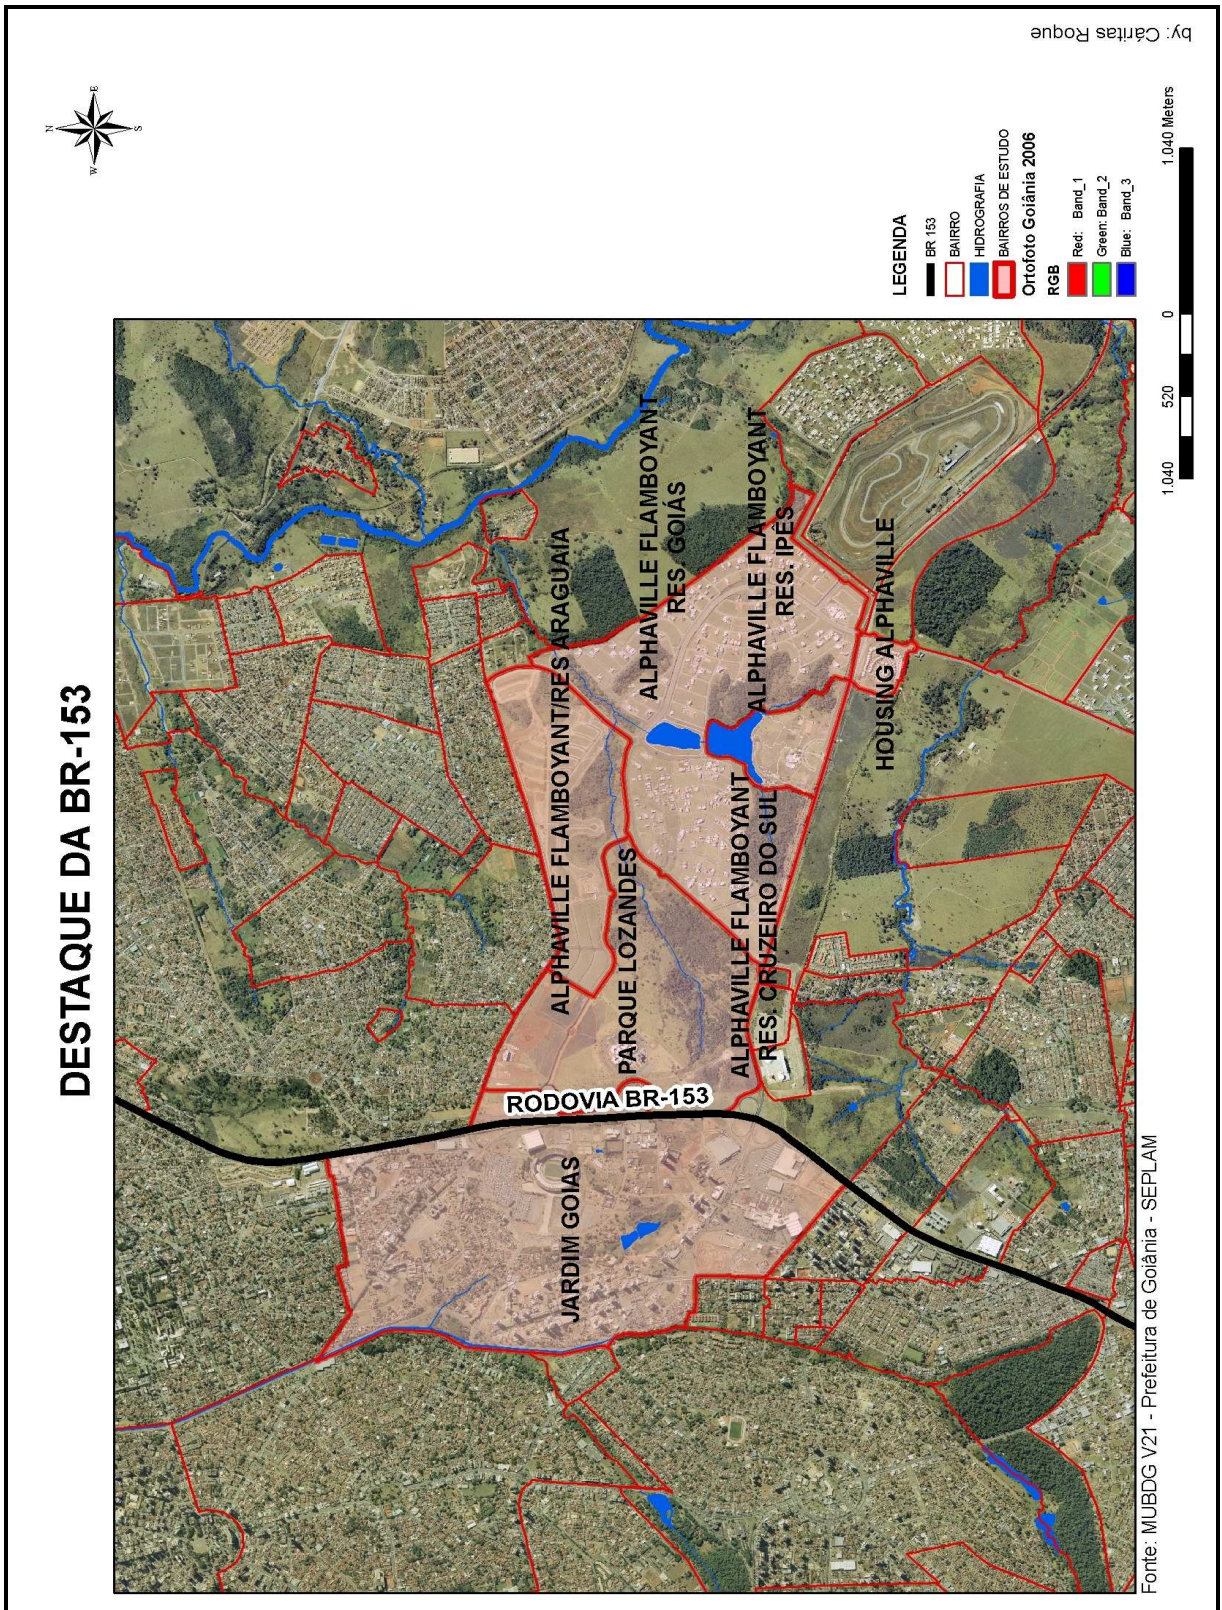 DESTAQUE DA BR-153
N
W
E
S
RODOVIA BR-153
JARDIM GOIAS
PARQUE LOZANDES
ALPHAVILLE FLAMBOYANT/RES ARAGUAIA
ALPHAVILLE FLAMBOYANT
RES. GOIÁS
ALPHAVILLE FLAMBOYANT
RES. IPÊS
ALPHAVILLE FLAMBOYANT
RES. CRUZEIRO DO SUL
HOUSING ALPHAVILLE
LEGENDA
BR 153
BAIRRO
HIDROGRAFIA
BAIRROS DE ESTUDO
Ortofoto Goiânia 2006
RGB
Red: Band_1
Green: Band_2
Blue: Band_3
1.040 520 0 1.040 Meters
Fonte: MUBDG V21 - Prefeitura de Goiânia - SEPLAM
by: Cáritas Roque